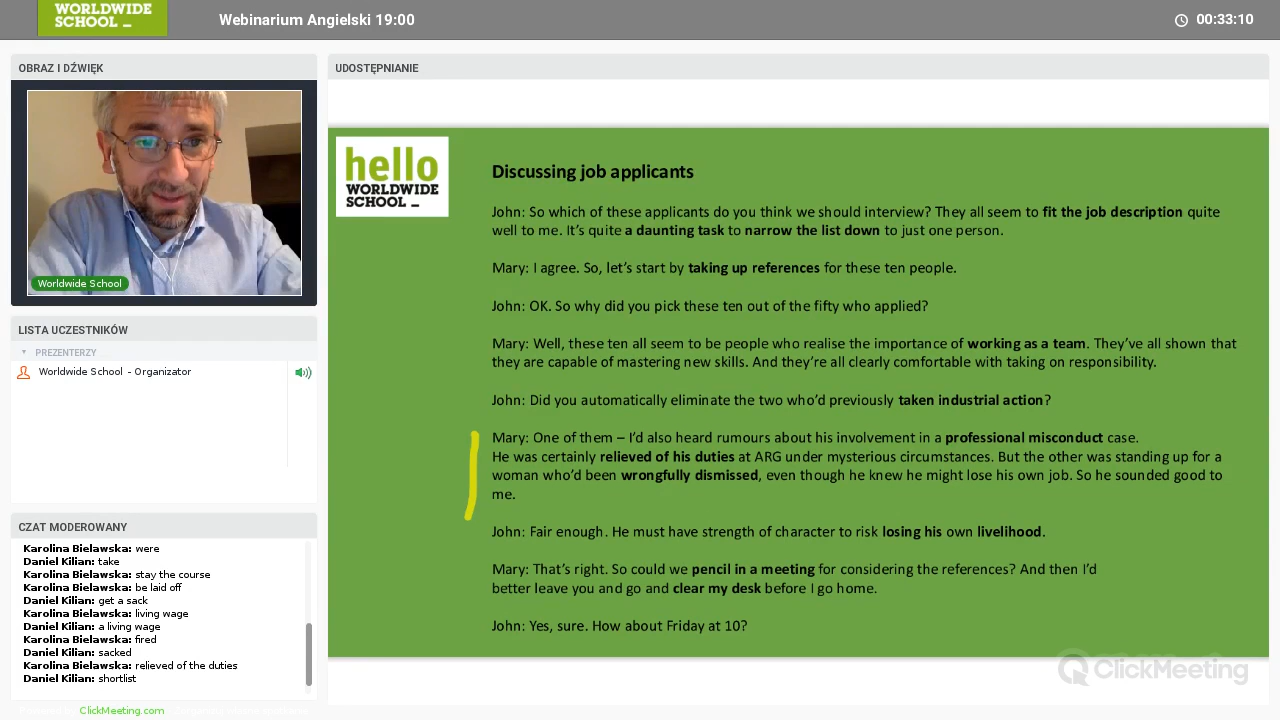 WORLDWIDE
SCHOOL _
Webinarium Angielski 19:00
00:33:10
OBRAZ I DŹWIĘK
Worldwide School
LISTA UCZESTNIKÓW
PREZENTERZY
Worldwide School - Organizator
CZAT MODEROWANY
Karolina Bielawska: were
Daniel Kilian: take
Karolina Bielawska: stay the course
Karolina Bielawska: be laid off
Daniel Kilian: get a sack
Karolina Bielawska: living wage
Daniel Kilian: a living wage
Karolina Bielawska: fired
Daniel Kilian: sacked
Karolina Bielawska: relieved of the duties
Daniel Kilian: shortlist
ClickMeeting.com
UDOSTĘPNIANIE
hello
WORLDWIDE
SCHOOL _
Discussing job applicants
John: So which of these applicants do you think we should interview? They all seem to fit the job description quite
well to me. It’s quite a daunting task to narrow the list down to just one person.
Mary: I agree. So, let’s start by taking up references for these ten people.
John: OK. So why did you pick these ten out of the fifty who applied?
Mary: Well, these ten all seem to be people who realise the importance of working as a team. They’ve all shown that
they are capable of mastering new skills. And they’re all clearly comfortable with taking on responsibility.
John: Did you automatically eliminate the two who’d previously taken industrial action?
Mary: One of them – I’d also heard rumours about his involvement in a professional misconduct case.
He was certainly relieved of his duties at ARG under mysterious circumstances. But the other was standing up for a
woman who’d been wrongfully dismissed, even though he knew he might lose his own job. So he sounded good to
me.
John: Fair enough. He must have strength of character to risk losing his own livelihood.
Mary: That’s right. So could we pencil in a meeting for considering the references? And then I’d
better leave you and go and clear my desk before I go home.
John: Yes, sure. How about Friday at 10?
ClickMeeting